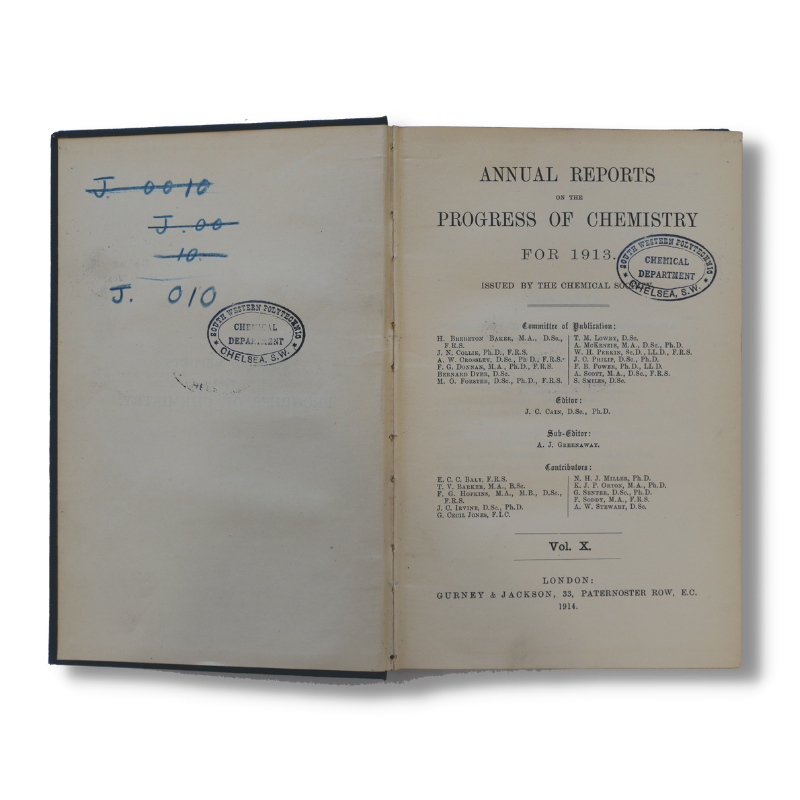 J. 0010
J. 00
10.
J. 010
SOUTH WESTERN POLYTECHNIC
CHEMICAL
DEPARTMENT
CHELSEA, S.W.
ANNUAL REPORTS
ON THE
PROGRESS OF CHEMISTRY
FOR 1913.
ISSUED BY THE CHEMICAL SOCIETY.
SOUTH WESTERN POLYTECHNIC
CHEMICAL
DEPARTMENT
CHELSEA, S.W.
Committee of Publication:
H. BRERETON BAKER, M.A., D.Sc.,
F.R.S.
J. N. COLLIE, Ph.D., F.R.S.
A. W. CROSSLEY, D.Sc., Ph.D., F.R.S.
F. G. DONNAN, M.A., Ph.D., F.R.S.
BERNARD DYER, D.Sc.
M. O. FORSTER, D.Sc., Ph.D., F.R.S.
T. M. LOWRY, D.Sc.
A. MCKENZIE, M.A., D.Sc., Ph.D.
W. H. PERKIN, Sc.D., LL.D., F.R.S.
J. C. PHILIP, D.Sc., Ph.D.
F. B. POWER, Ph.D., LL.D.
A. SCOTT, M.A., D.Sc., F.R.S.
S. SMILES, D.Sc.
Editor:
J. C. CAIN, D.Sc., Ph.D.
Sub-Editor:
A. J. GREENAWAY.
Contributors:
E. C. C. BALY, F.R.S.
T. V. BARKER, M.A., B.Sc.
F. G. HOPKINS, M.A., M.B., D.Sc.,
F.R.S.
J. C. IRVINE, D.Sc., Ph.D.
G. CECIL JONES, F.I.C.
N. H. J. MILLER, Ph.D.
K. J. P. ORTON, M.A., Ph.D.
G. SENTER, D.Sc., Ph.D.
F. SODDY, M.A., F.R.S.
A. W. STEWART, D.Sc.
Vol. X.
LONDON:
GURNEY & JACKSON, 33, PATERNOSTER ROW, E.C.
1914.